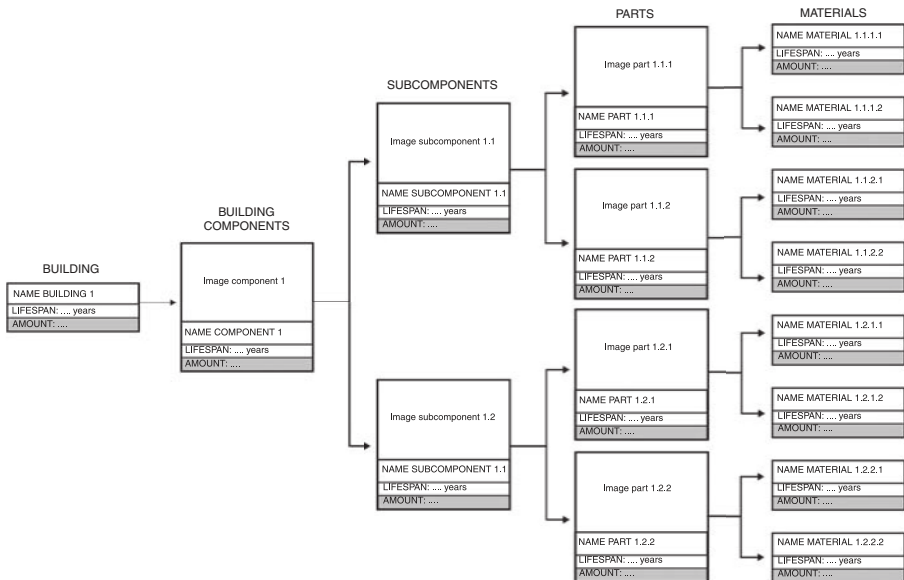 BUILDING
NAME BUILDING 1
LIFESPAN: .... years
AMOUNT: ....
BUILDING
COMPONENTS
Image component 1
NAME COMPONENT 1
LIFESPAN: .... years
AMOUNT: ....
SUBCOMPONENTS
Image subcomponent 1.1
NAME SUBCOMPONENT 1.1
LIFESPAN: .... years
AMOUNT: ....
Image subcomponent 1.2
NAME SUBCOMPONENT 1.1
LIFESPAN: .... years
AMOUNT: ....
PARTS
Image part 1.1.1
NAME PART 1.1.1
LIFESPAN: .... years
AMOUNT: ....
Image part 1.1.2
NAME PART 1.1.2
LIFESPAN: .... years
AMOUNT: ....
Image part 1.2.1
NAME PART 1.2.1
LIFESPAN: .... years
AMOUNT: ....
Image part 1.2.2
NAME PART 1.2.2
LIFESPAN: .... years
AMOUNT: ....
MATERIALS
NAME MATERIAL 1.1.1.1
LIFESPAN: .... years
AMOUNT: ....
NAME MATERIAL 1.1.1.2
LIFESPAN: .... years
AMOUNT: ....
NAME MATERIAL 1.1.2.1
LIFESPAN: .... years
AMOUNT: ....
NAME MATERIAL 1.1.2.2
LIFESPAN: .... years
AMOUNT: ....
NAME MATERIAL 1.2.1.1
LIFESPAN: .... years
AMOUNT: ....
NAME MATERIAL 1.2.1.2
LIFESPAN: .... years
AMOUNT: ....
NAME MATERIAL 1.2.2.1
LIFESPAN: .... years
AMOUNT: ....
NAME MATERIAL 1.2.2.2
LIFESPAN: .... years
AMOUNT: ....